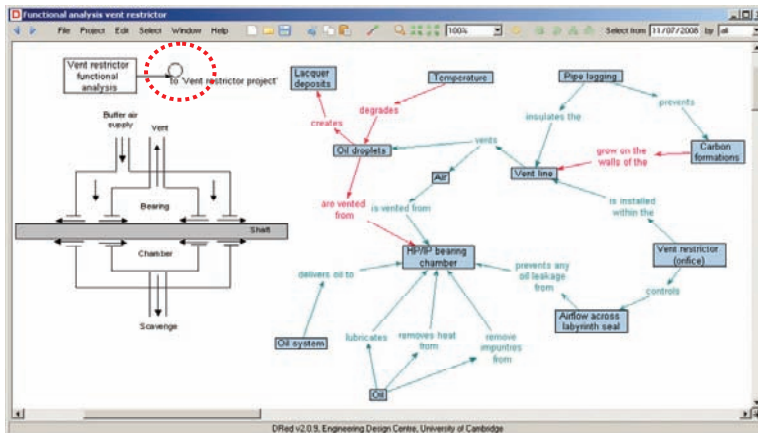 Functional analysis vent restrictor
File Project Edit Select Window Help 100% Select from 11/07/2008 by all
Vent restrictor
functional
analysis
to 'Vent restrictor project'
Buffer air
supply
Vent
Bearing
Shaft
Chamber
Scavenge
Lacquer
deposits
Temperature
Pipe lagging
degrades
creates
insulates the
prevents
Oil droplets
vents
grow on the
walls of the
Carbon
formations
Air
Vent line
are vented
from
is vented from
is installed
within the
HP/IP bearing
chamber
Vent restrictor
(orifice)
delivers oil to
prevents any
oil leakage
from
controls
Airflow across
labyrinth seal
Oil system
lubricates
removes heat
from
remove
impurities
from
Oil
DRed v2.0.9, Engineering Design Centre, University of Cambridge